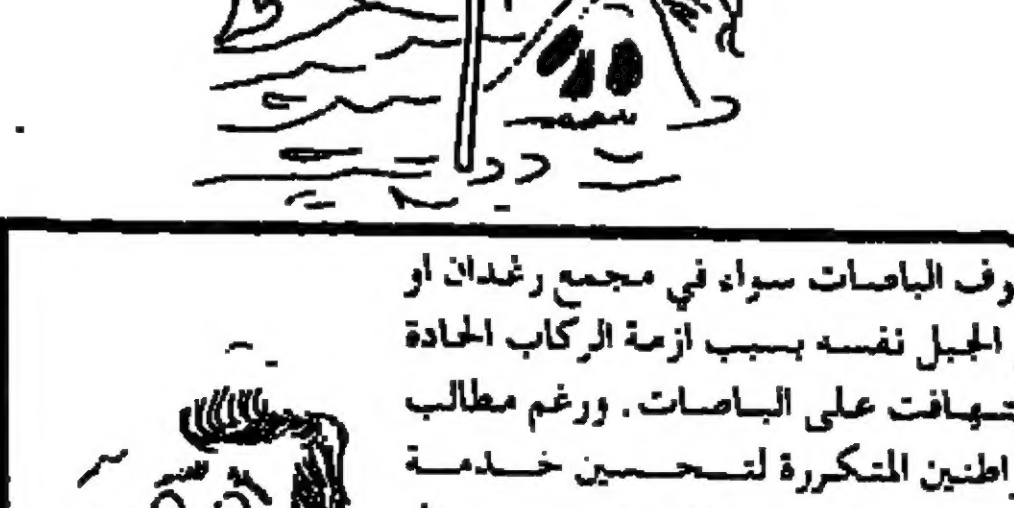 وف الباصات سواء في مجمع رغدان او
الجبل نفسه بسبب ازمة الركاب الحادة
تهافت على الباصات. ورغم مطالب
اطنين المتكررة لتحسين خدمة